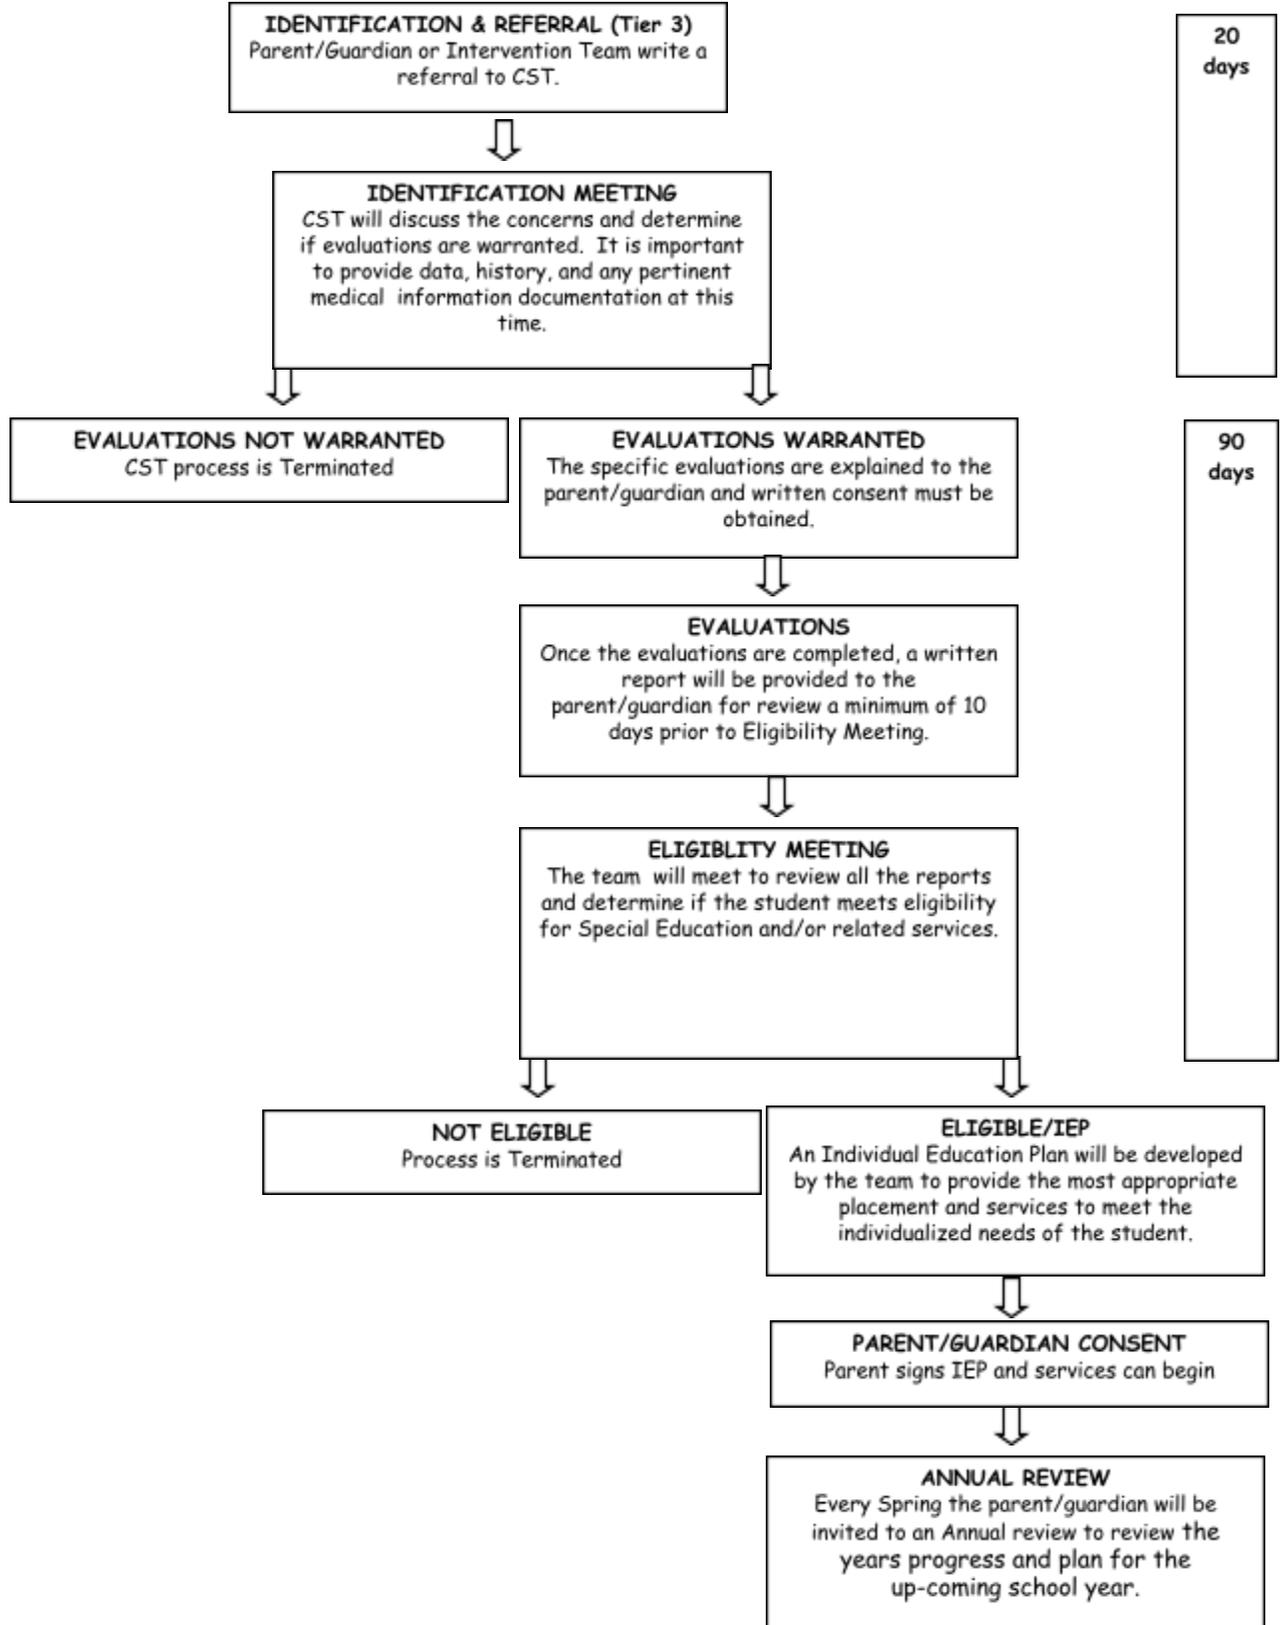 IDENTIFICATION & REFERRAL (Tier 3)
Parent/Guardian or Intervention Team write a
referral to CST.
20
days
IDENTIFICATION MEETING
CST will discuss the concerns and determine
if evaluations are warranted. It is important
to provide data, history, and any pertinent
medical information documentation at this
time.
EVALUATIONS NOT WARRANTED
CST process is Terminated
EVALUATIONS WARRANTED
The specific evaluations are explained to the
parent/guardian and written consent must be
obtained.
90
days
EVALUATIONS
Once the evaluations are completed, a written
report will be provided to the
parent/guardian for review a minimum of 10
days prior to Eligibility Meeting.
ELIGIBLITY MEETING
The team will meet to review all the reports
and determine if the student meets eligibility
for Special Education and/or related services.
NOT ELIGIBLE
Process is Terminated
ELIGIBLE/IEP
An Individual Education Plan will be developed
by the team to provide the most appropriate
placement and services to meet the
individualized needs of the student.
PARENT/GUARDIAN CONSENT
Parent signs IEP and services can begin
ANNUAL REVIEW
Every Spring the parent/guardian will be
invited to an Annual review to review the
years progress and plan for the
up-coming school year.